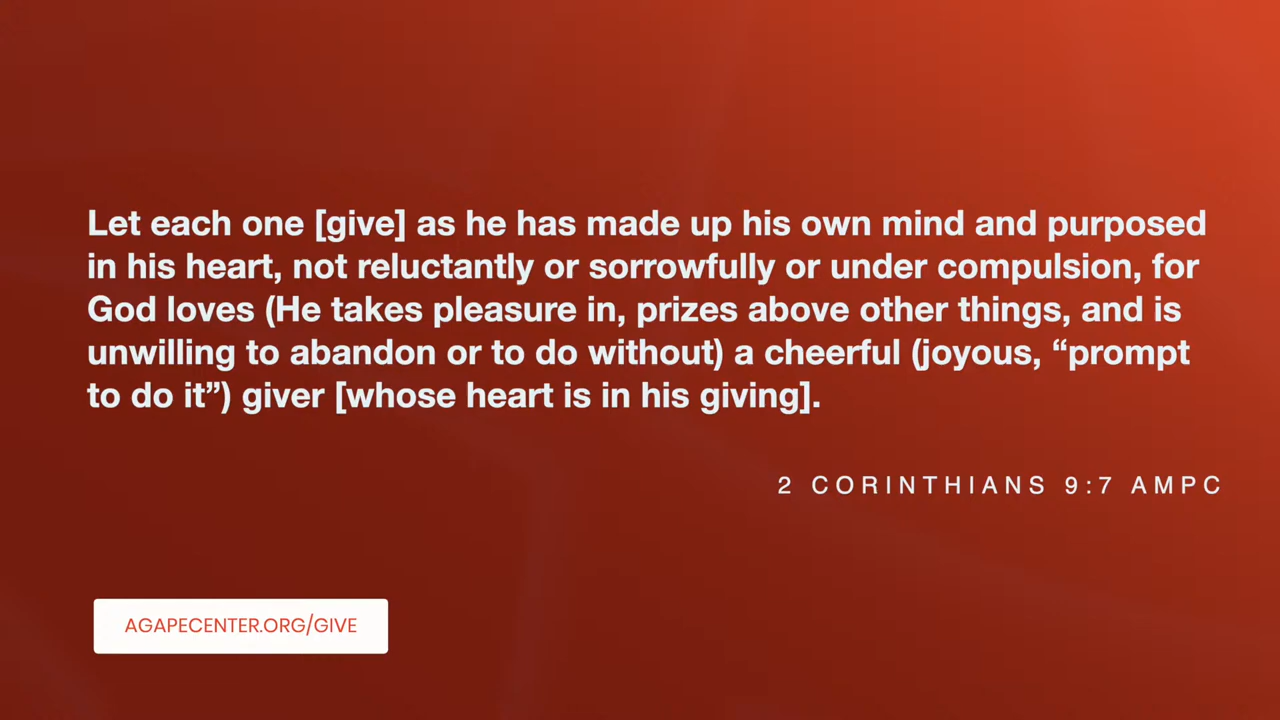 Let each one [give] as he has made up his own mind and purposed
in his heart, not reluctantly or sorrowfully or under compulsion, for
God loves (He takes pleasure in, prizes above other things, and is
unwilling to abandon or to do without) a cheerful (joyous, “prompt
to do it”) giver [whose heart is in his giving].
2 CORINTHIANS 9:7 AMPC
AGAPECENTER.ORG/GIVE